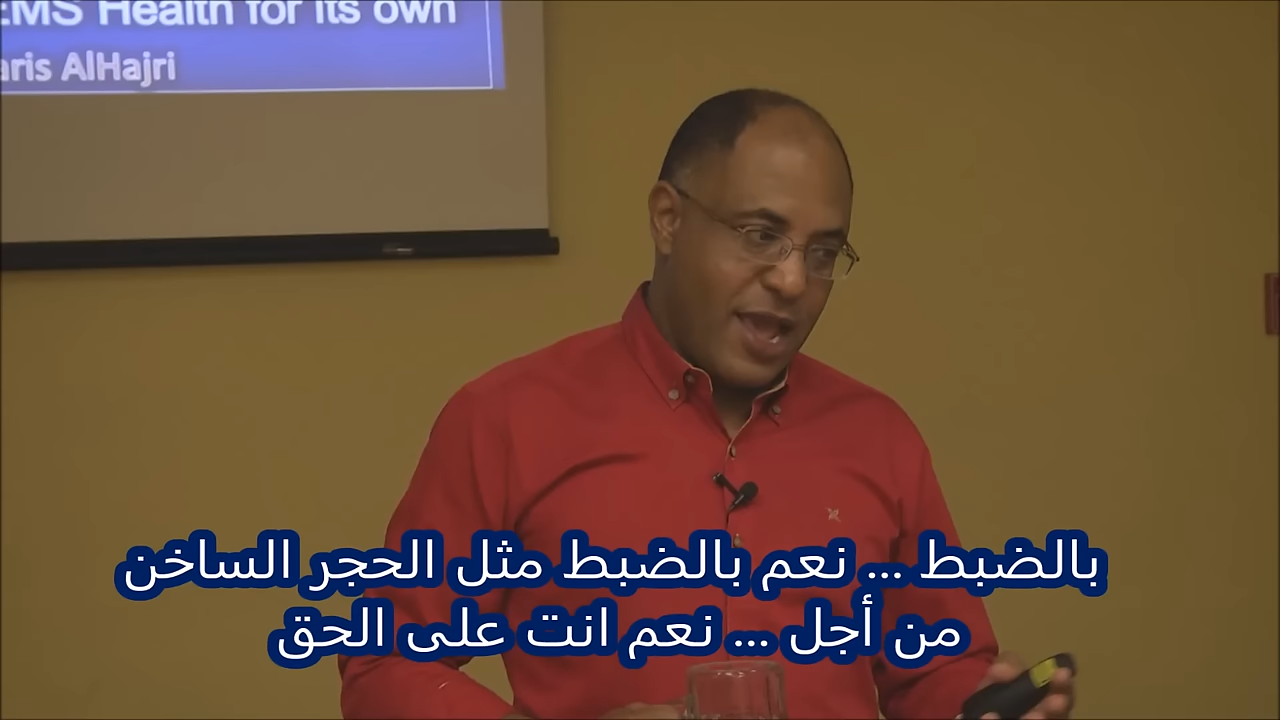 EMS Health for its own
aris AlHajri
بالضبط ... نعم بالضبط مثل الحجر الساخن
من أجل ... نعم انت على الحق